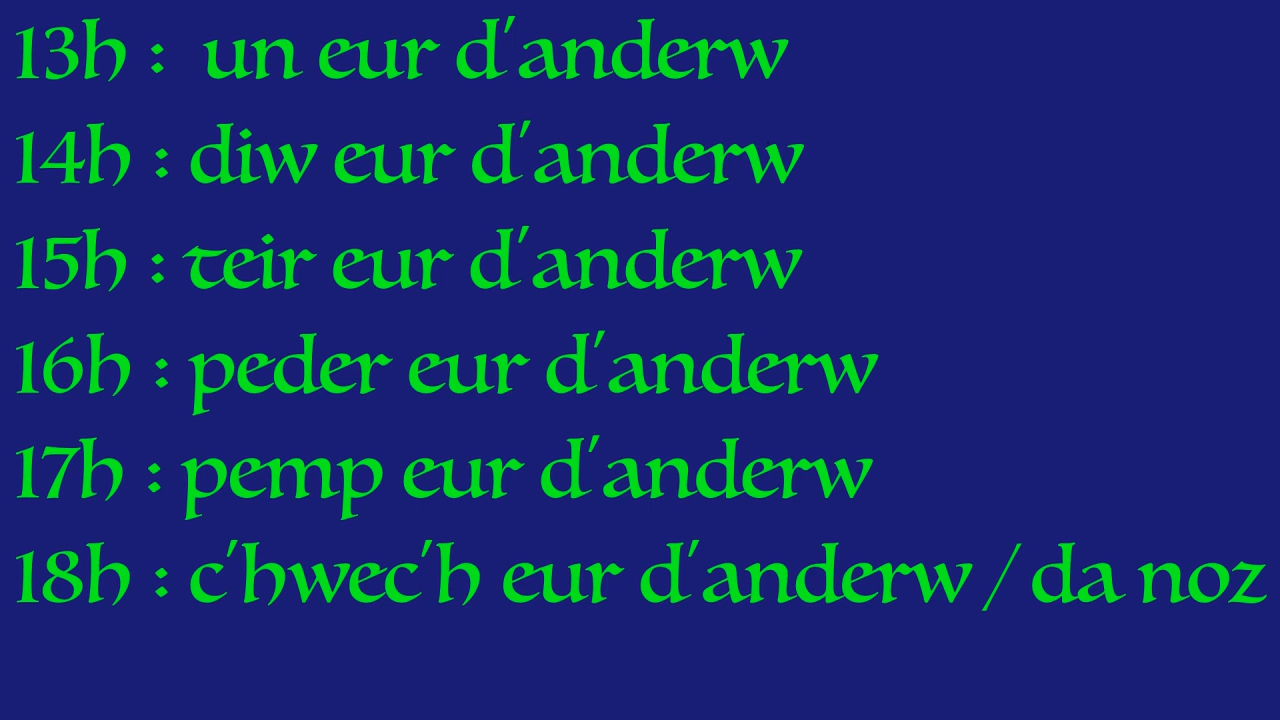 13h : un eur d'anderw
14h : diw eur d'anderw
15h : teir eur d'anderw
16h : peder eur d'anderw
17h : pemp eur d'anderw
18h : c'hwec'h eur d'anderw / da noz